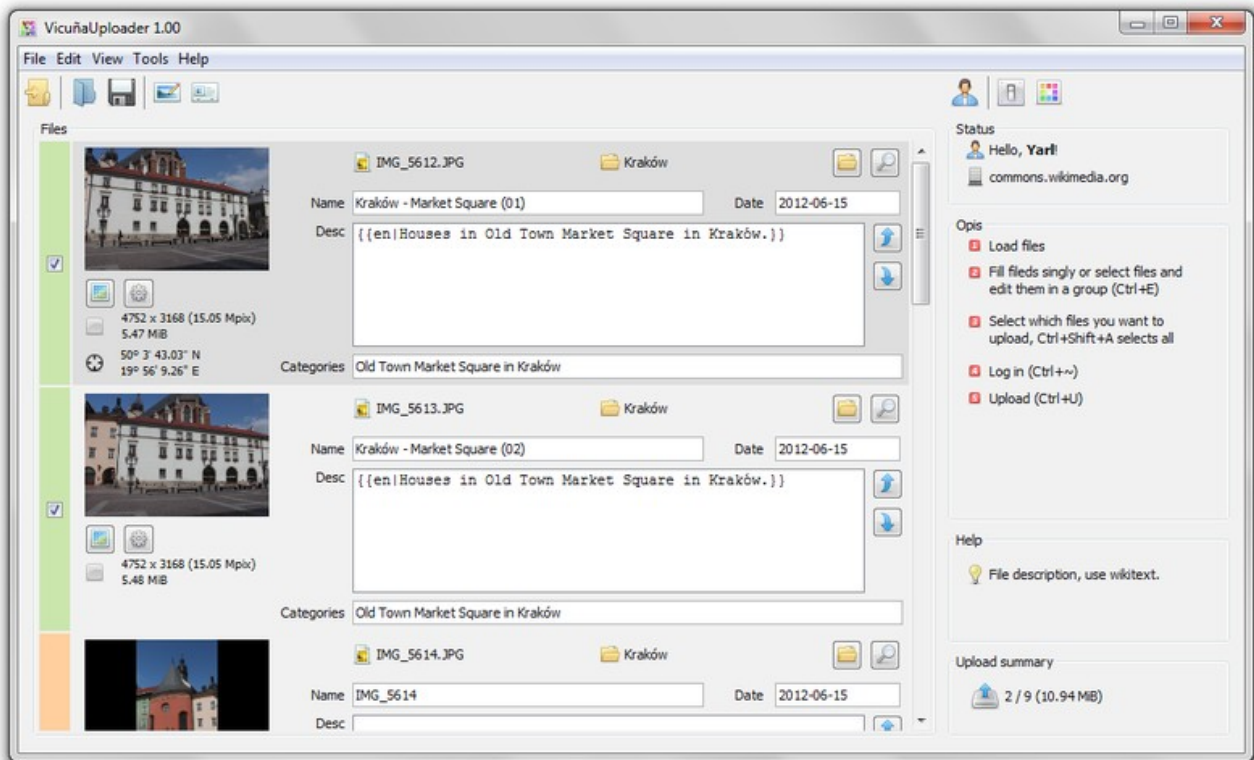 VicuñaUploader 1.00
File Edit View Tools Help
Files
IMG_5612.JPG
Kraków
Name Kraków - Market Square (01) Date 2012-06-15
Desc {{en|Houses in Old Town Market Square in Kraków.}}
4752 x 3168 (15.05 Mpix)
5.47 MiB
50º 3' 43.03" N
19º 56' 9.26" E
Categories Old Town Market Square in Kraków
IMG_5613.JPG
Kraków
Name Kraków - Market Square (02) Date 2012-06-15
Desc {{en|Houses in Old Town Market Square in Kraków.}}
4752 x 3168 (15.05 Mpix)
5.48 MiB
Categories Old Town Market Square in Kraków
IMG_5614.JPG
Kraków
Name IMG_5614 Date 2012-06-15
Desc
Status
Hello, Yarl!
commons.wikimedia.org
Opis
1 Load files
2 Fill fileds singly or select files and
edit them in a group (Ctrl+E)
3 Select which files you want to
upload, Ctrl+Shift+A selects all
4 Log in (Ctrl+~)
5 Upload (Ctrl+U)
Help
File description, use wikitext.
Upload summary
2 / 9 (10.94 MiB)